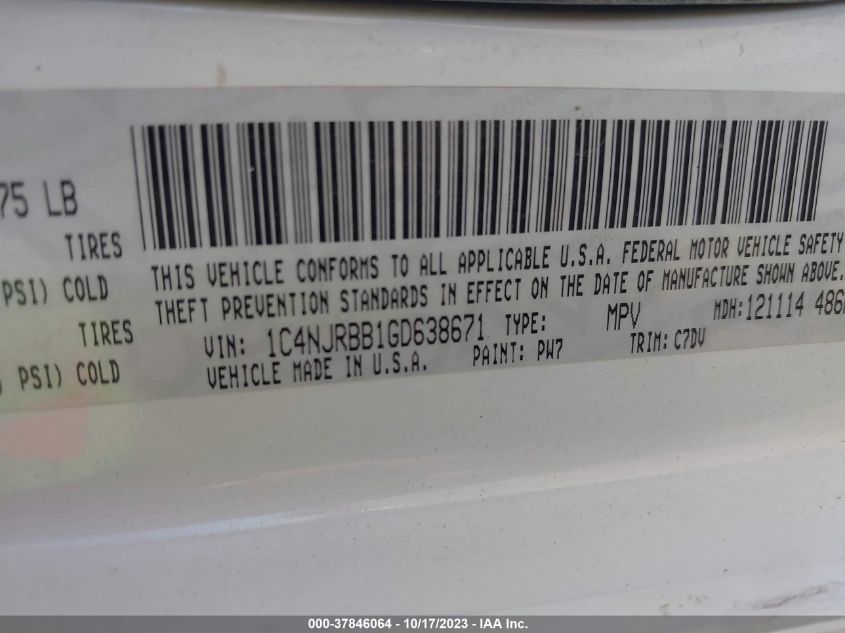 75 LB
TIRES
PSI) COLD
TIRES
PSI) COLD
THIS VEHICLE CONFORMS TO ALL APPLICABLE U.S.A. FEDERAL MOTOR VEHICLE SAFETY
THEFT PREVENTION STANDARDS IN EFFECT ON THE DATE OF MANUFACTURE SHOWN ABOVE.
VIN: 1C4NJRBB1GD638671 TYPE: MPV MDH:121114 486
VEHICLE MADE IN U.S.A. PAINT: PW7 TRIM: C7DV
000-37846064 - 10/17/2023 - IAA Inc.